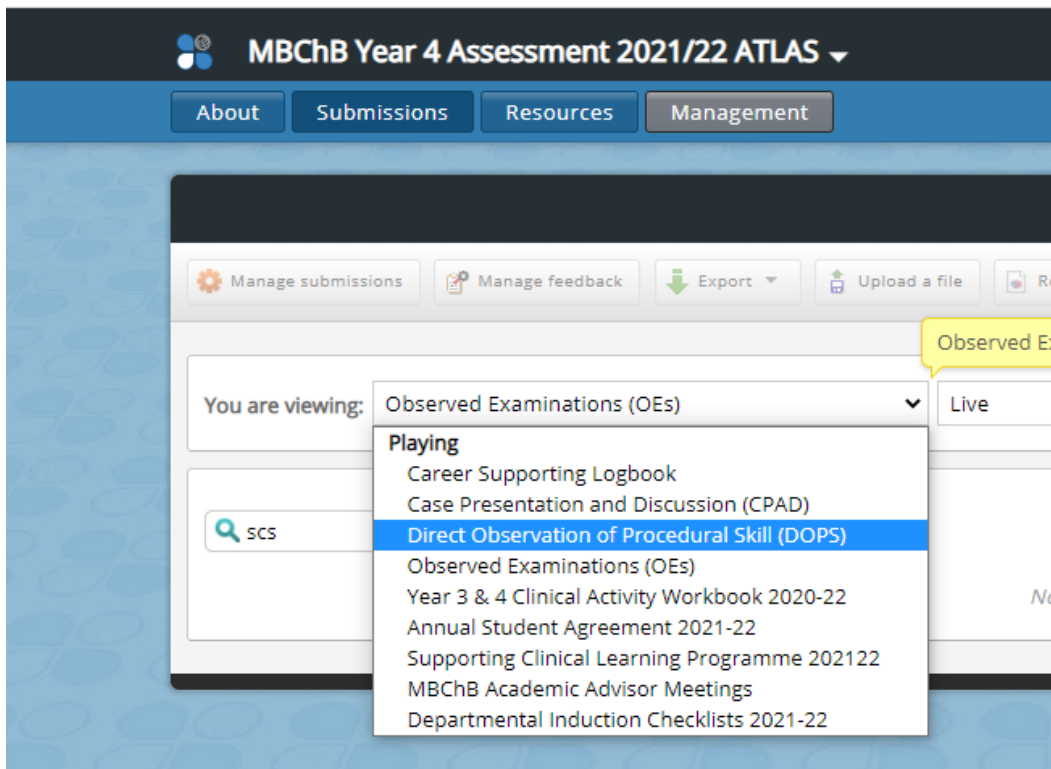 MBChB Year 4 Assessment 2021/22 ATLAS
About Submissions Resources Management
Manage submissions Manage feedback Export Upload a file
Observed
You are viewing: Observed Examinations (OEs) Live
Playing
Career Supporting Logbook
Case Presentation and Discussion (CPAD)
scs Direct Observation of Procedural Skill (DOPS)
Observed Examinations (OEs)
Year 3 & 4 Clinical Activity Workbook 2020-22
Annual Student Agreement 2021-22
Supporting Clinical Learning Programme 202122
MBChB Academic Advisor Meetings
Departmental Induction Checklists 2021-22